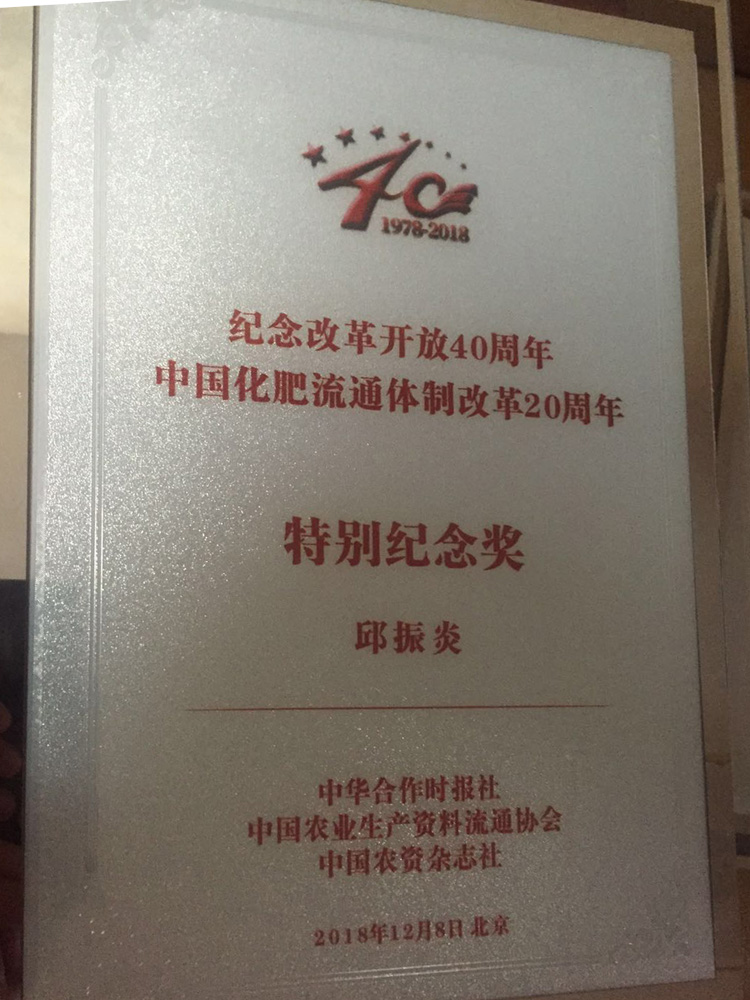 40
1978-2018
纪念改革开放40周年
中国化肥流通体制改革20周年
特别纪念奖
邱振炎
中华合作时报社
中国农业生产资料流通协会
中国农资杂志社
2018年12月8日 北京